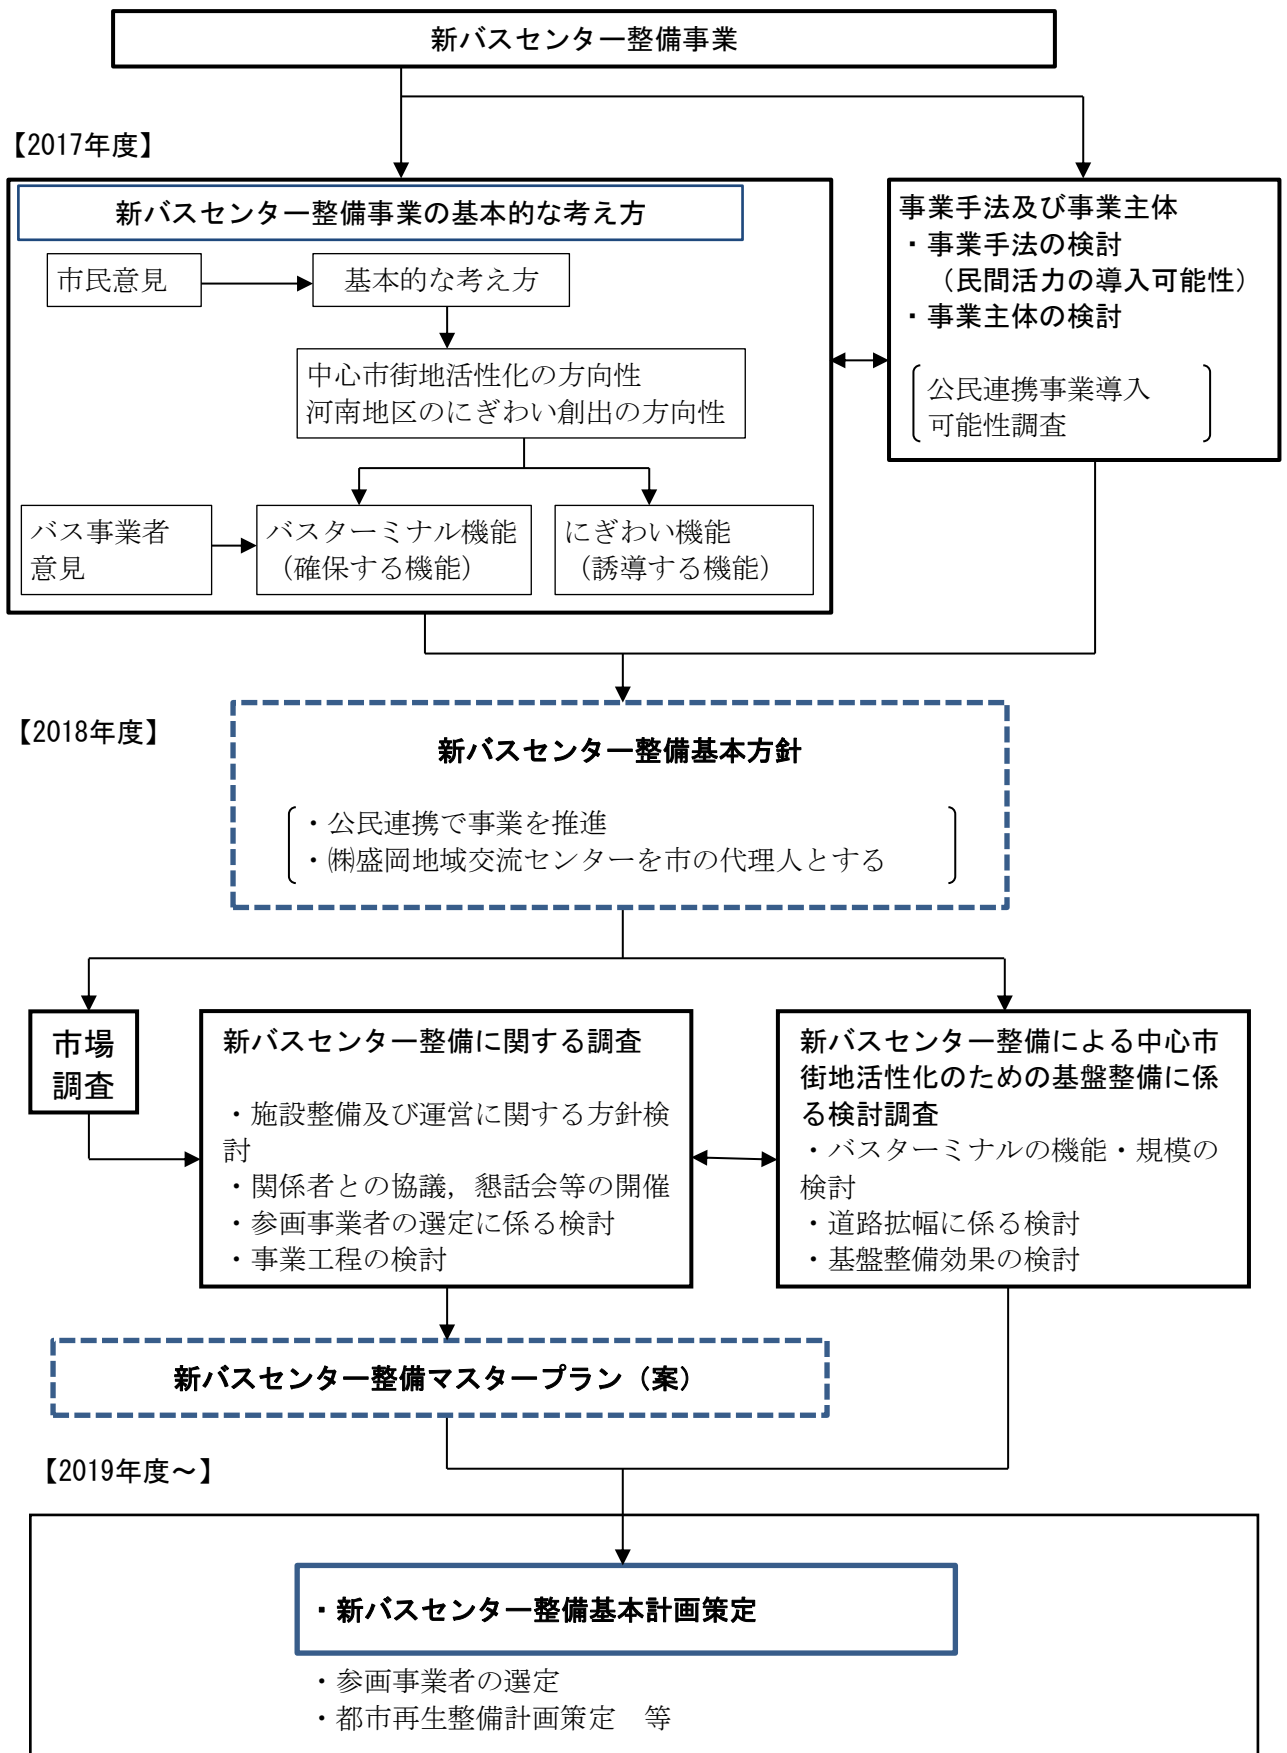 新バスセンター整備事業
【2017年度】
新バスセンター整備事業の基本的な考え方
市民意見
基本的な考え方
中心市街地活性化の方向性
河南地区のにぎわい創出の方向性
バス事業者
意見
バスターミナル機能
（確保する機能）
にぎわい機能
（誘導する機能）
事業手法及び事業主体
・事業手法の検討
（民間活力の導入可能性）
・事業主体の検討
公民連携事業導入
可能性調査
【2018年度】
新バスセンター整備基本方針
・公民連携で事業を推進
・㈱盛岡地域交流センターを市の代理人とする
市場
調査
新バスセンター整備に関する調査
・施設整備及び運営に関する方針検
討
・関係者との協議，懇話会等の開催
・参画事業者の選定に係る検討
・事業工程の検討
新バスセンター整備による中心市
街地活性化のための基盤整備に係
る検討調査
・バスターミナルの機能・規模の
検討
・道路拡幅に係る検討
・基盤整備効果の検討
新バスセンター整備マスタープラン（案）
【2019年度～】
・新バスセンター整備基本計画策定
・参画事業者の選定
・都市再生整備計画策定　等